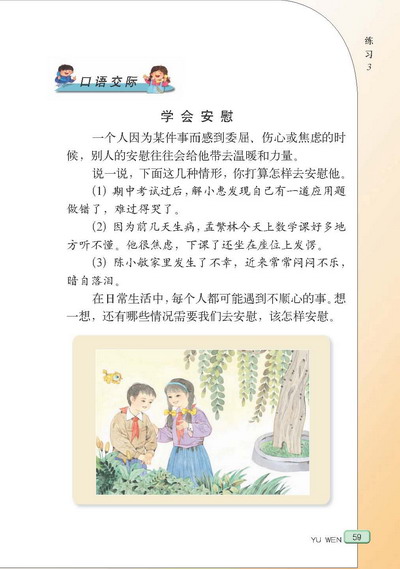 练习3
口语交际
学会安慰
一个人因为某件事而感到委屈、伤心或焦虑的时
候，别人的安慰往往会给他带去温暖和力量。
说一说，下面这几种情形，你打算怎样去安慰他。
(1) 期中考试过后，解小惠发现自己有一道应用题
做错了，难过得哭了。
(2) 因为前几天生病，孟繁林今天上数学课好多地
方听不懂。他很焦虑，下课了还坐在座位上发愣。
(3) 陈小敏家里发生了不幸，近来常常闷闷不乐，
暗自落泪。
在日常生活中，每个人都可能遇到不顺心的事。想
一想，还有哪些情况需要我们去安慰，该怎样安慰。
YU WEN 59